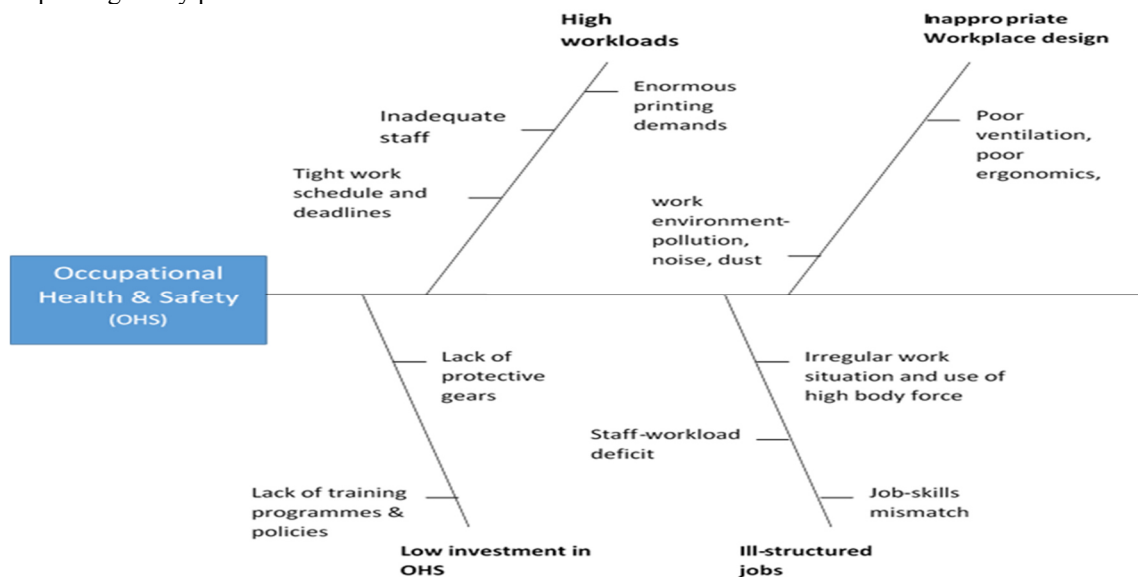 High
workloads
Inappropriate
Workplace design
Enormous
printing
demands
Inadequate
staff
Tight work
schedule and
deadlines
Poor
ventilation,
poor
ergonomics,
work
environment-
pollution,
noise, dust
Occupational
Health & Safety
(OHS)
Lack of
protective
gears
Lack of training
programmes &
policies
Low investment in
OHS
Irregular work
situation and use of
high body force
Staff-workload
deficit
Job-skills
mismatch
Ill-structured
jobs